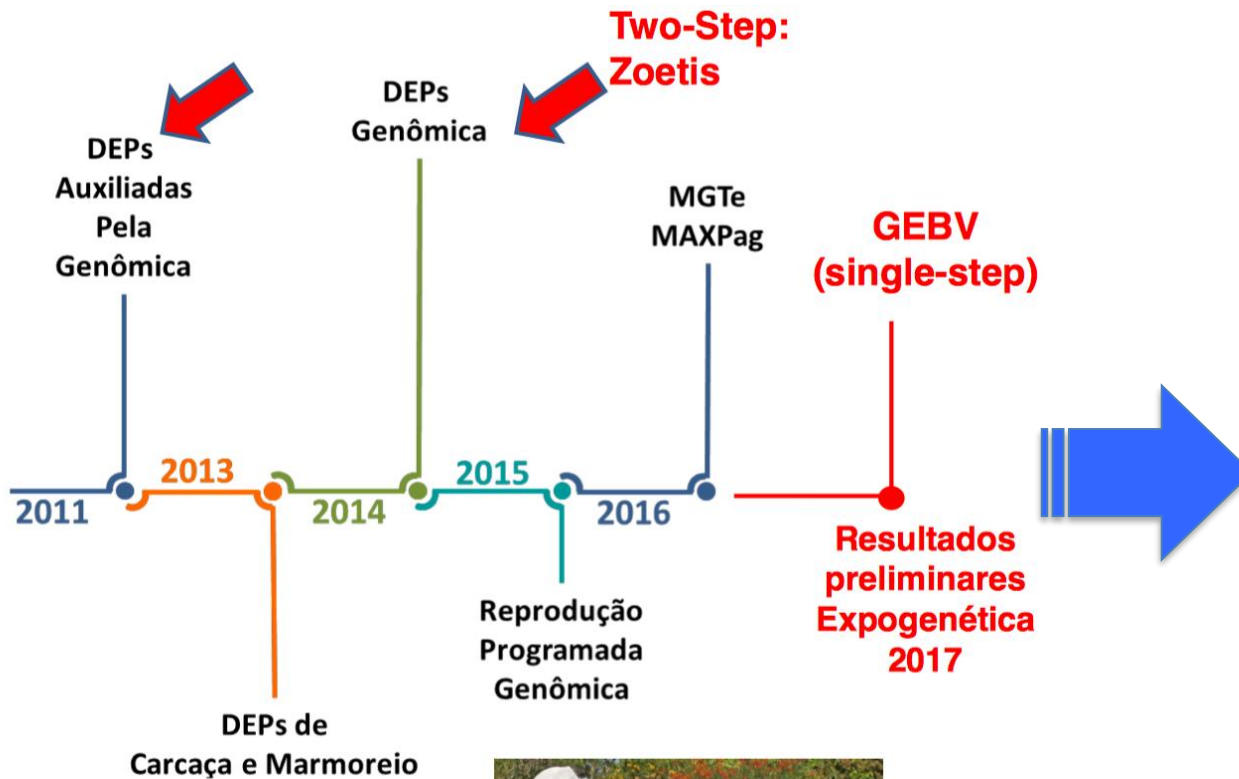 Two-Step:
Zoetis
DEPs
Genômica
DEPs
Auxiliadas
Pela
Genômica
MGTe
MAXPag
GEBV
(single-step)
2011
2013
2014
2015
2016
Resultados
preliminares
Expogenética
2017
Reprodução
Programada
Genômica
DEPs de
Carcaça e Marmoreio